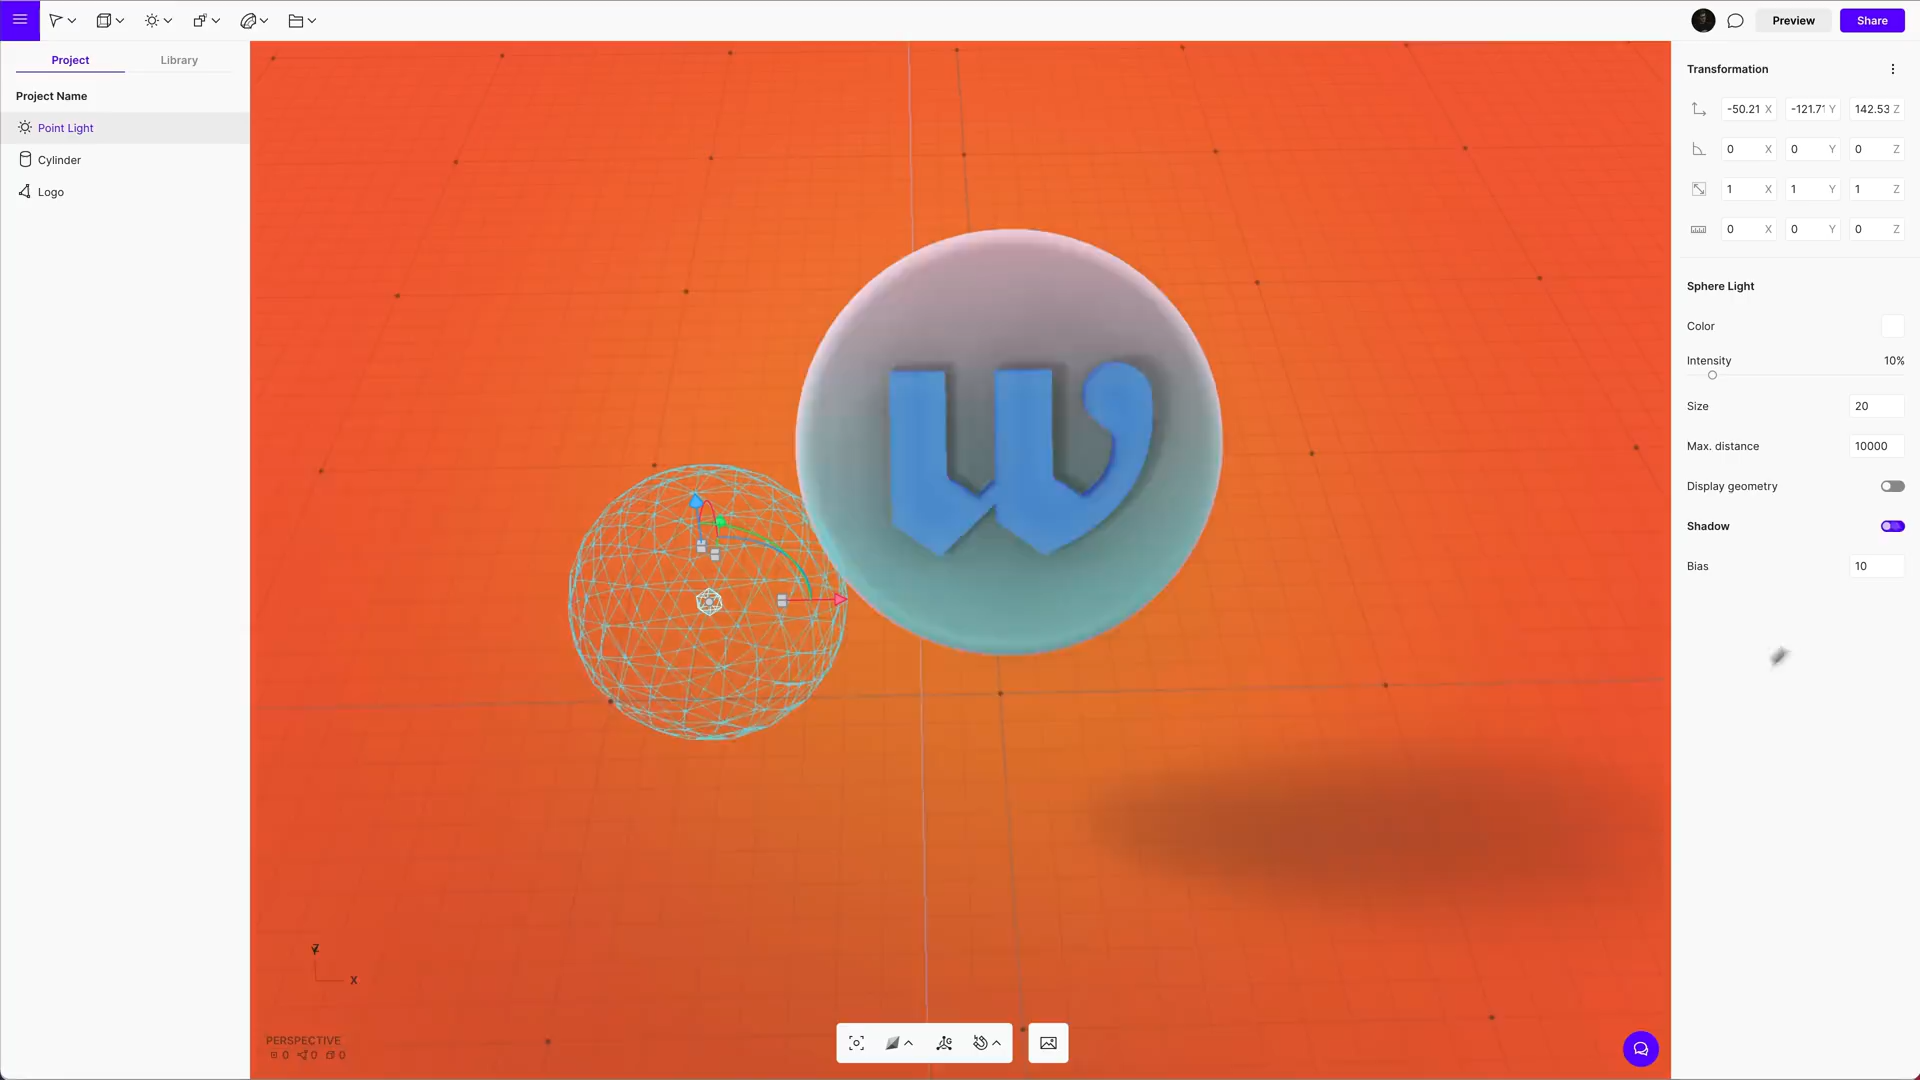 Preview
Share
Project
Library
Project Name
Point Light
Cylinder
Logo
Transformation
-50.21 X
-121.71 Y
142.53 Z
0 X
0 Y
0 Z
1 X
1 Y
1 Z
0 X
0 Y
0 Z
Sphere Light
Color
Intensity 10%
Size 20
Max. distance 10000
Display geometry
Shadow
Bias 10
w
X
PERSPECTIVE
0 0 0